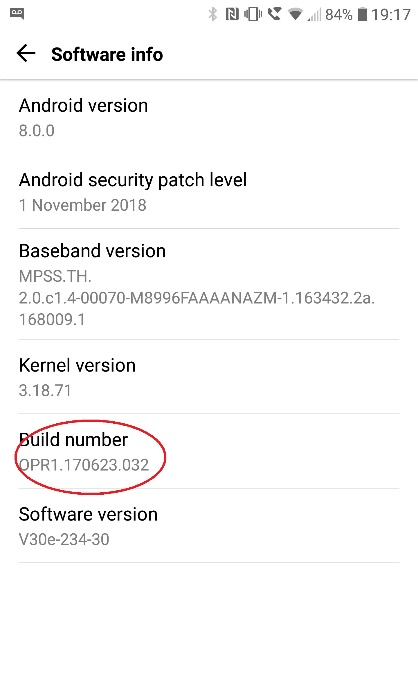 84% 19:17
Software info
Android version
8.0.0
Android security patch level
1 November 2018
Baseband version
MPSS.TH.
2.0.c1.4-00070-M8996FAAAANAZM-1.163432.2a.
168009.1
Kernel version
3.18.71
Build number
OPR1.170623.032
Software version
V30e-234-30